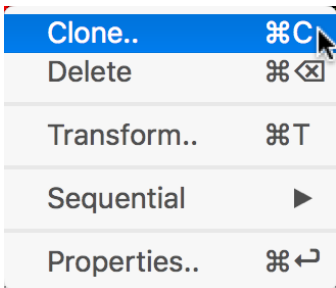 Clone.. ⌘C
Delete ⌘⌫
Transform.. ⌘T
Sequential ▶
Properties.. ⌘↩